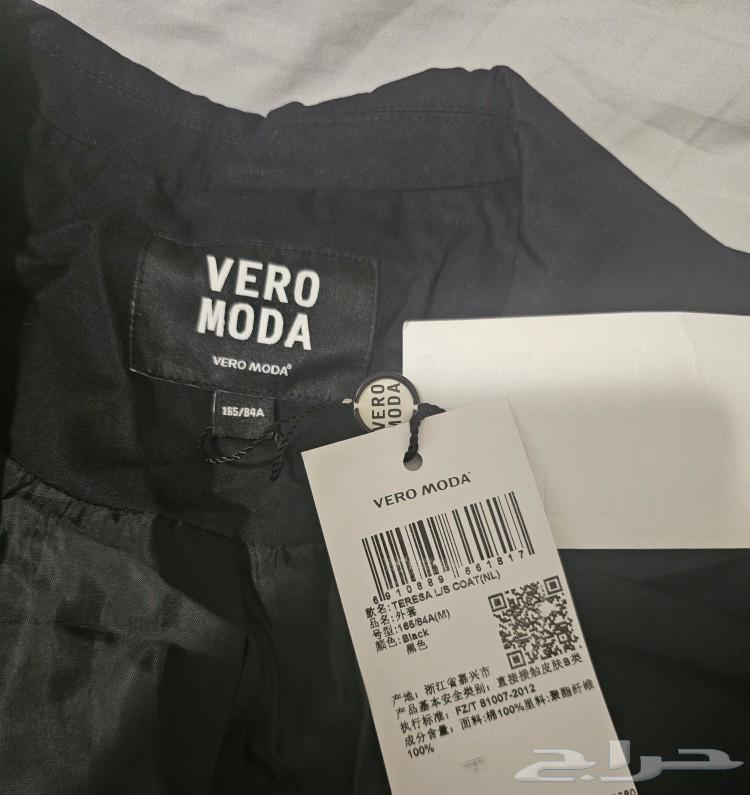 VERO
MODA
VERO MODA
165/84A
VERO
MODA
VERO MODA
6 910889 661817
款名:TERESA L/S COAT(NL)
品名:外套
号型:165/84A(M)
颜色:Black
黑色
产地: 浙江省嘉兴市
产品基本安全类别: 直接接触皮肤B类
执行标准: FZ/T 81007-2012
成分含量: 面料:棉100%里料:聚酯纤维
100%
حراج